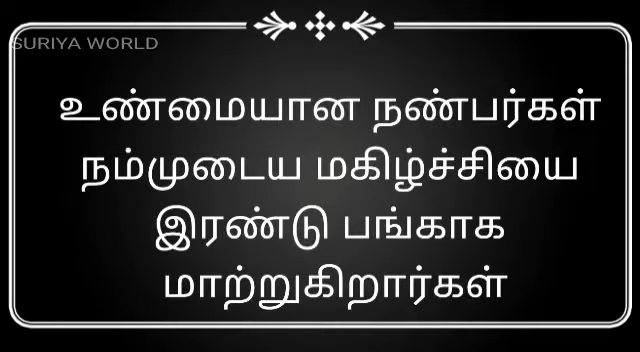 SURIYA WORLD
உண்மையான நண்பர்கள்
நம்முடைய மகிழ்ச்சியை
இரண்டு பங்காக
மாற்றுகிறார்கள்